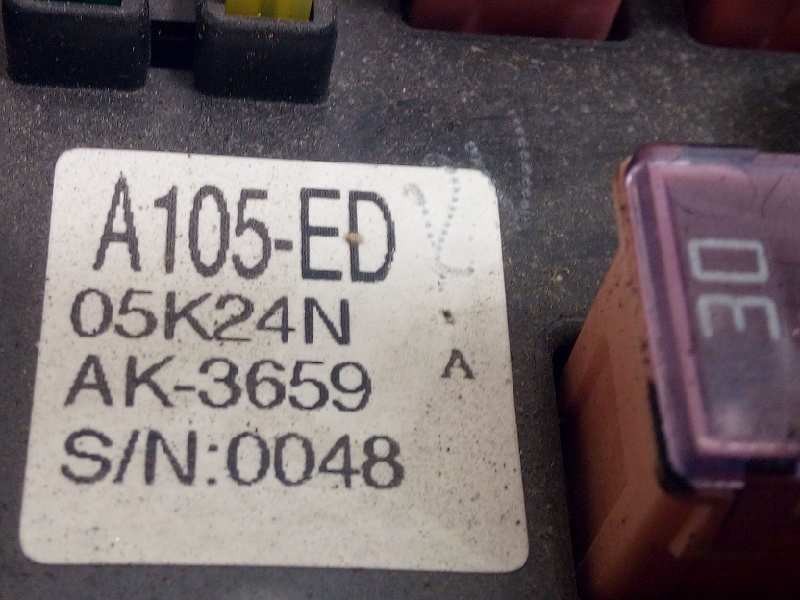 A105-ED
05K24N
AK-3659
A
S/N:0048
30